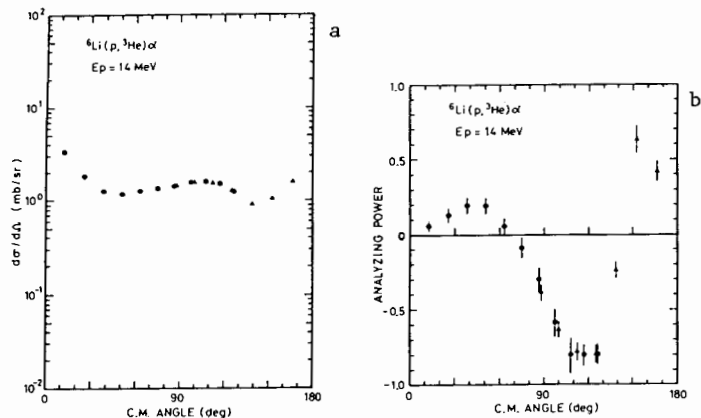 a
⁶Li(p,³He)α
Ep = 14 MeV
dσ/dΩ (mb/sr)
10²
10¹
10⁰
10⁻¹
10⁻²
0
90
180
C.M. ANGLE (deg)
b
⁶Li(p,³He)α
Ep = 14 MeV
ANALYZING POWER
1.0
0.5
0
-0.5
-1.0
0
90
180
C.M. ANGLE (deg)